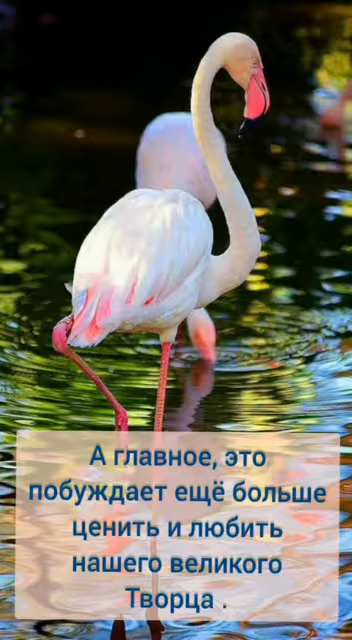 А главное, это
побуждает ещё больше
ценить и любить
нашего великого
Творца .